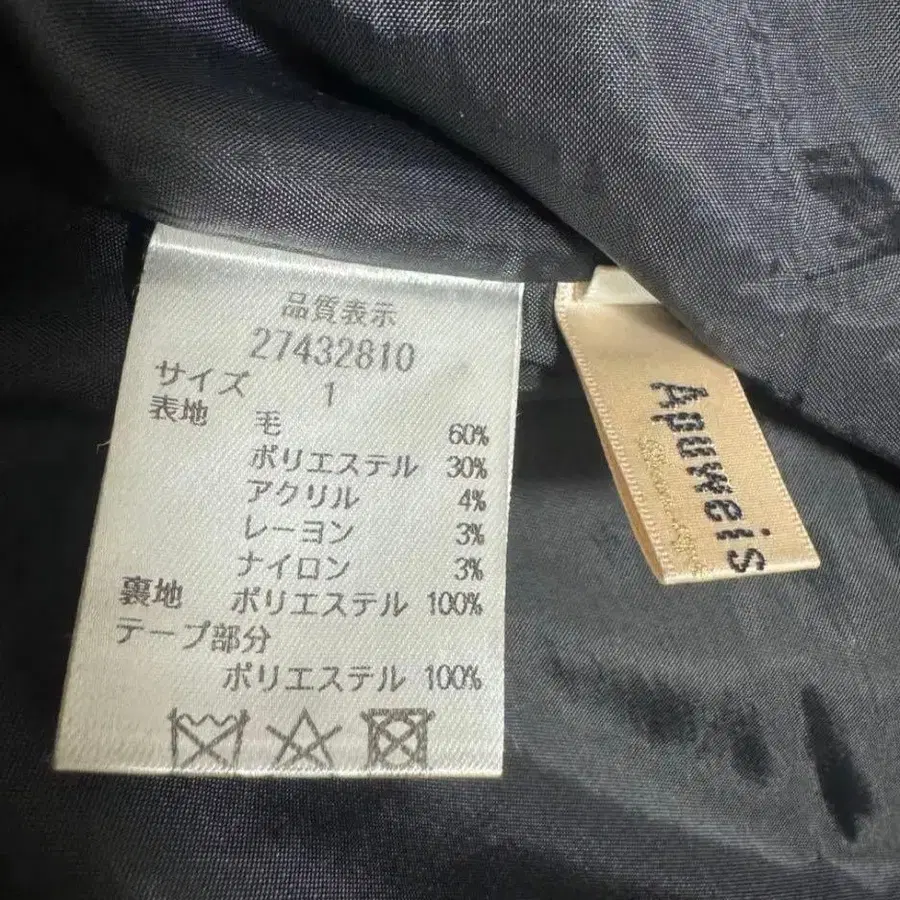 品質表示
27432810
サイズ 1
表地 毛 60%
ポリエステル 30%
アクリル 4%
レーヨン 3%
ナイロン 3%
裏地 ポリエステル 100%
テープ部分
ポリエステル 100%
Apuweis